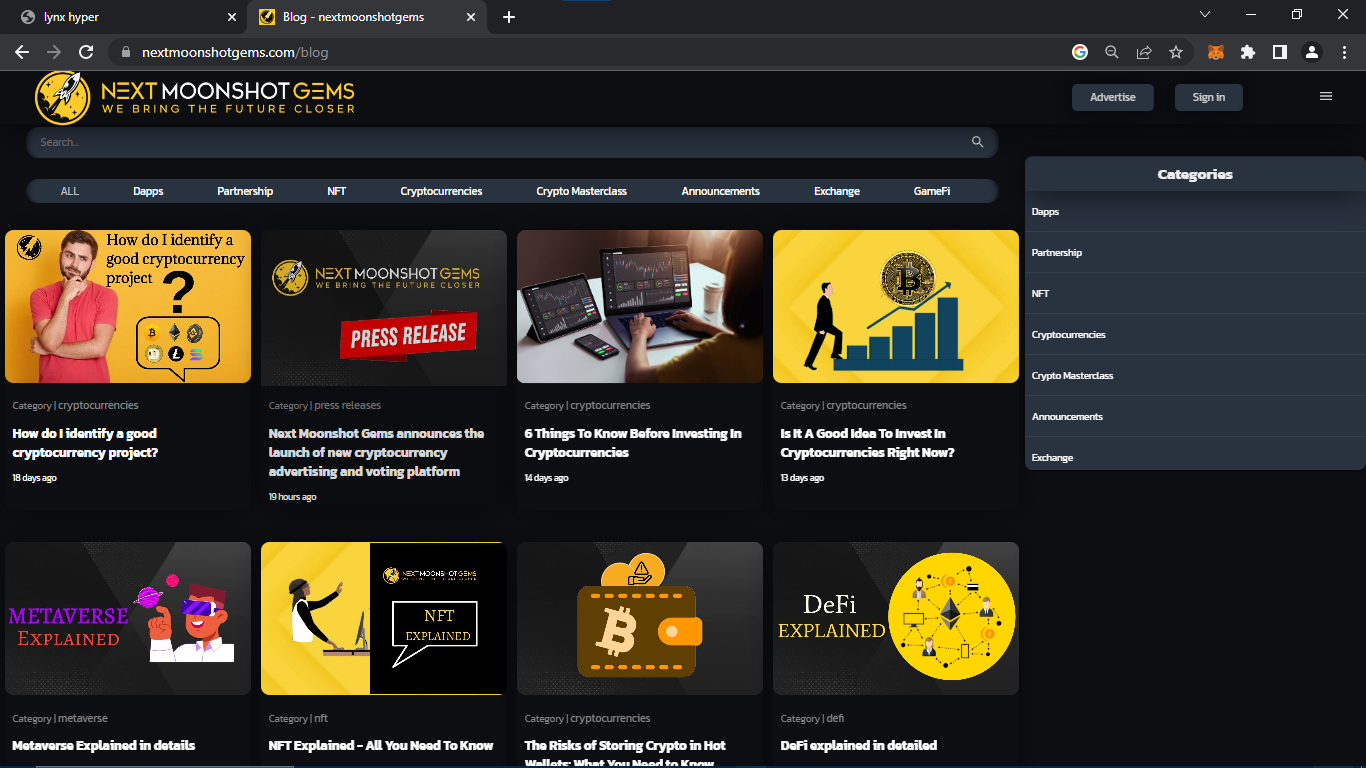 lynx hyper
Blog - nextmoonshotgems
nextmoonshotgems.com/blog
NEXT MOONSHOT GEMS
WE BRING THE FUTURE CLOSER
Advertise
Sign in
Search...
ALL Dapps Partnership NFT Cryptocurrencies Crypto Masterclass Announcements Exchange GameFi
Categories
Dapps
Partnership
NFT
Cryptocurrencies
Crypto Masterclass
Announcements
Exchange
How do I identify a
good cryptocurrency
project
?
Category | cryptocurrencies
How do I identify a good
cryptocurrency project?
18 days ago
NEXT MOONSHOT GEMS
WE BRING THE FUTURE CLOSER
PRESS RELEASE
Category | press releases
Next Moonshot Gems announces the
launch of new cryptocurrency
advertising and voting platform
19 hours ago
Category | cryptocurrencies
6 Things To Know Before Investing In
Cryptocurrencies
14 days ago
Category | cryptocurrencies
Is It A Good Idea To Invest In
Cryptocurrencies Right Now?
13 days ago
METAVERSE
EXPLAINED
Category | metaverse
Metaverse Explained in details
NEXT MOONSHOT GEMS
NFT
EXPLAINED
Category | nft
NFT Explained - All You Need To Know
Category | cryptocurrencies
The Risks of Storing Crypto in Hot
Wallets: What You Need to Know
DeFi
EXPLAINED
Category | defi
DeFi explained in detailed